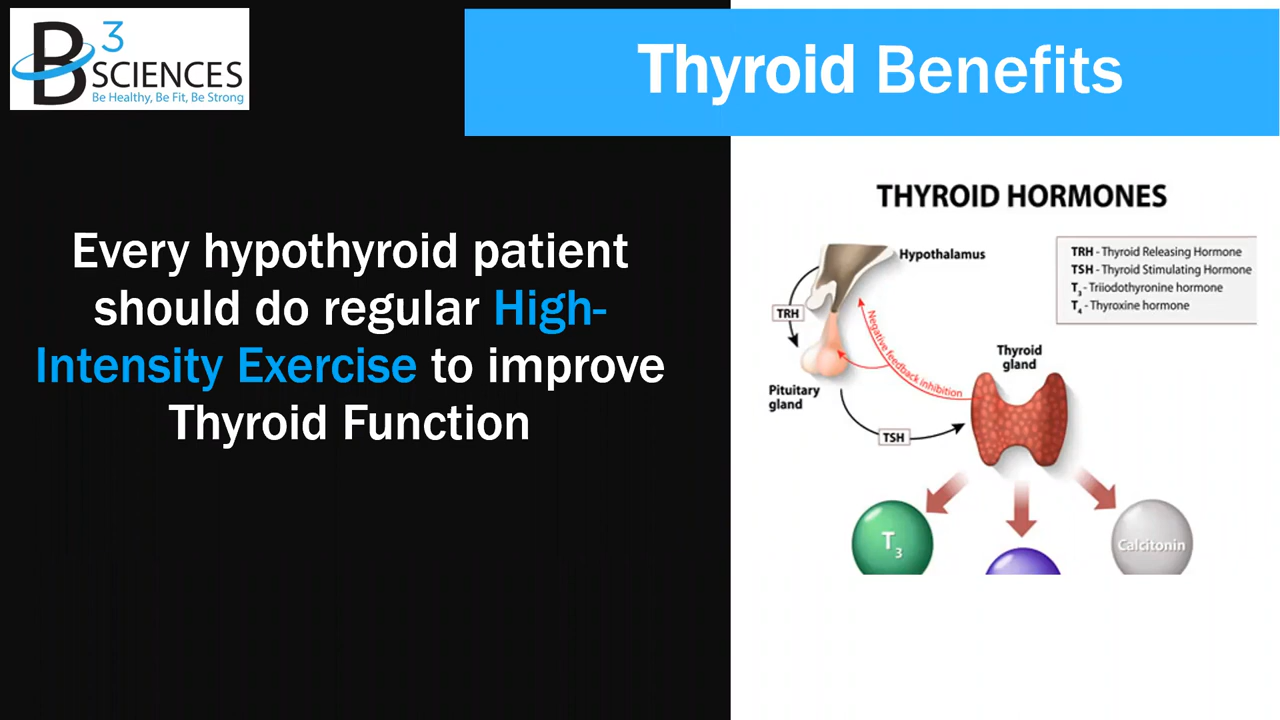 B3 SCIENCES
Be Healthy, Be Fit, Be Strong
Thyroid Benefits
Every hypothyroid patient
should do regular High-
Intensity Exercise to improve
Thyroid Function
THYROID HORMONES
Hypothalamus
TRH - Thyroid Releasing Hormone
TSH - Thyroid Stimulating Hormone
T3 - Triiodothyronine hormone
T4 - Thyroxine hormone
TRH
Negative feedback inhibition
Thyroid
gland
Pituitary
gland
TSH
T3
Calcitonin